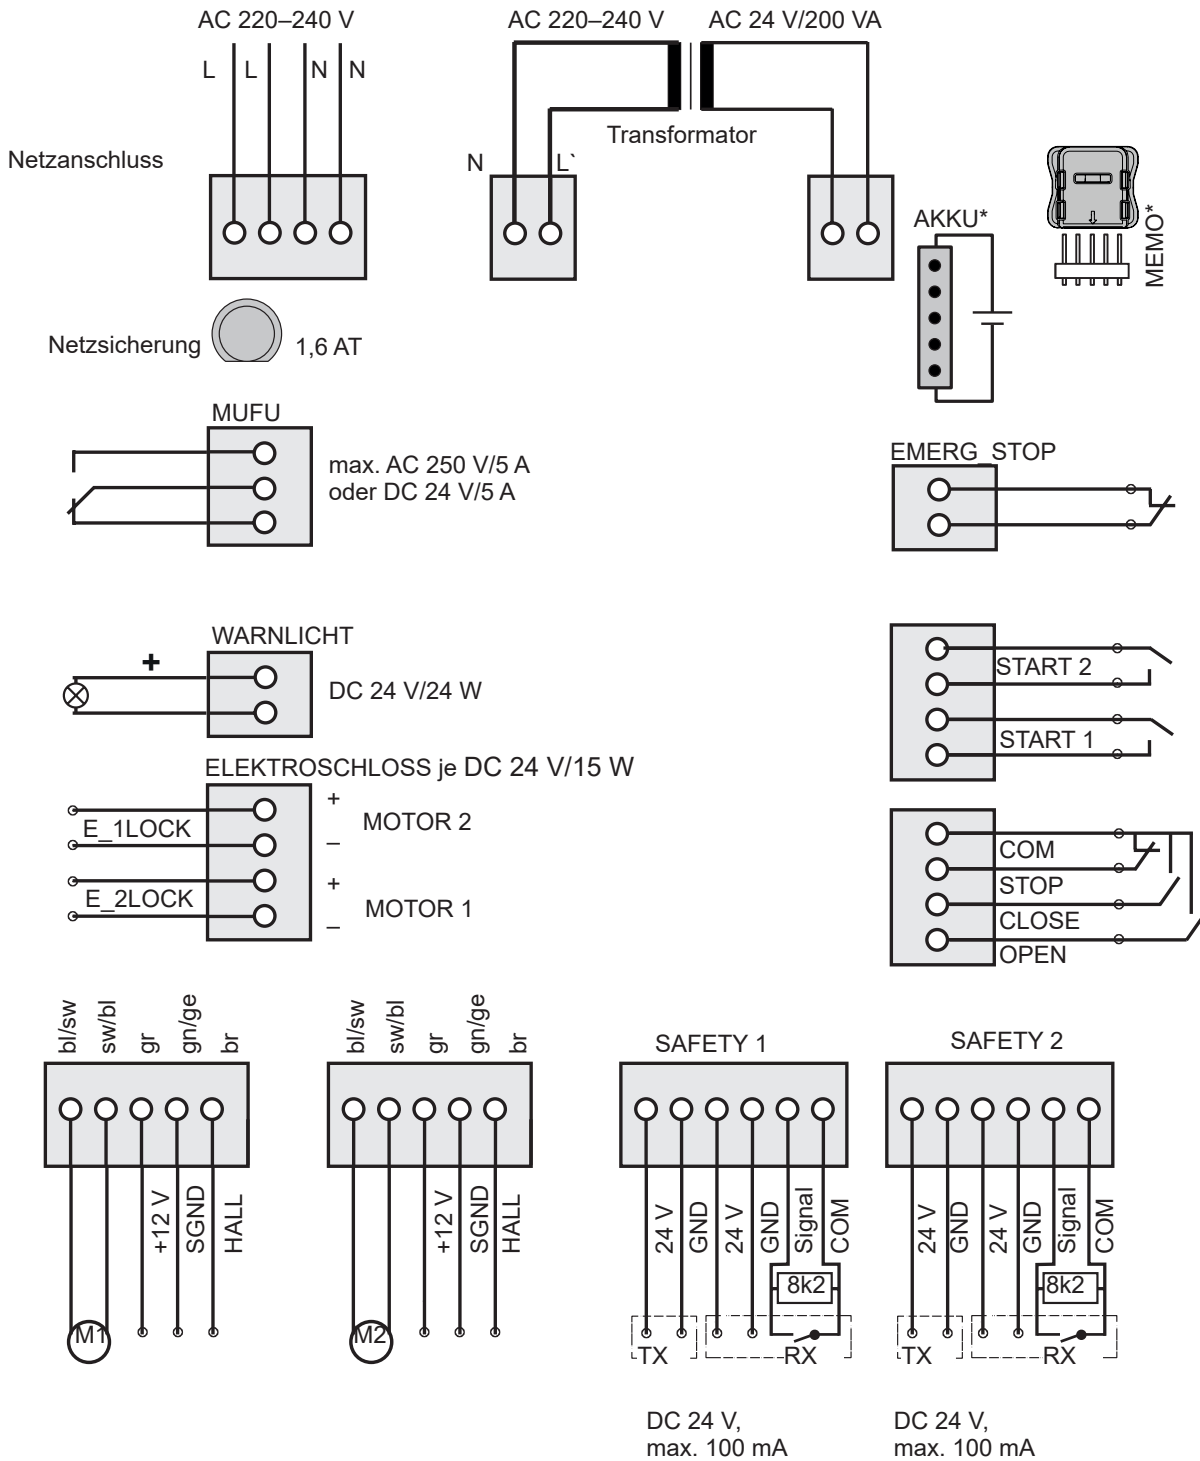 AC 220–240 V
AC 220–240 V
AC 24 V/200 VA
L
L
N
N
Transformator
Netzanschluss
N
L`
AKKU*
MEMO*
Netzsicherung
1,6 AT
MUFU
max. AC 250 V/5 A
oder DC 24 V/5 A
EMERG_STOP
WARNLICHT
+
DC 24 V/24 W
START 2
START 1
ELEKTROSCHLOSS je DC 24 V/15 W
E_1LOCK
+
–
MOTOR 2
E_2LOCK
+
–
MOTOR 1
COM
STOP
CLOSE
OPEN
bl/sw
sw/bl
gr
gn/ge
br
bl/sw
sw/bl
gr
gn/ge
br
SAFETY 1
SAFETY 2
+12 V
SGND
HALL
M1
+12 V
SGND
HALL
M2
24 V
GND
24 V
GND
Signal
COM
8k2
TX
RX
24 V
GND
24 V
GND
Signal
COM
8k2
TX
RX
DC 24 V,
max. 100 mA
DC 24 V,
max. 100 mA